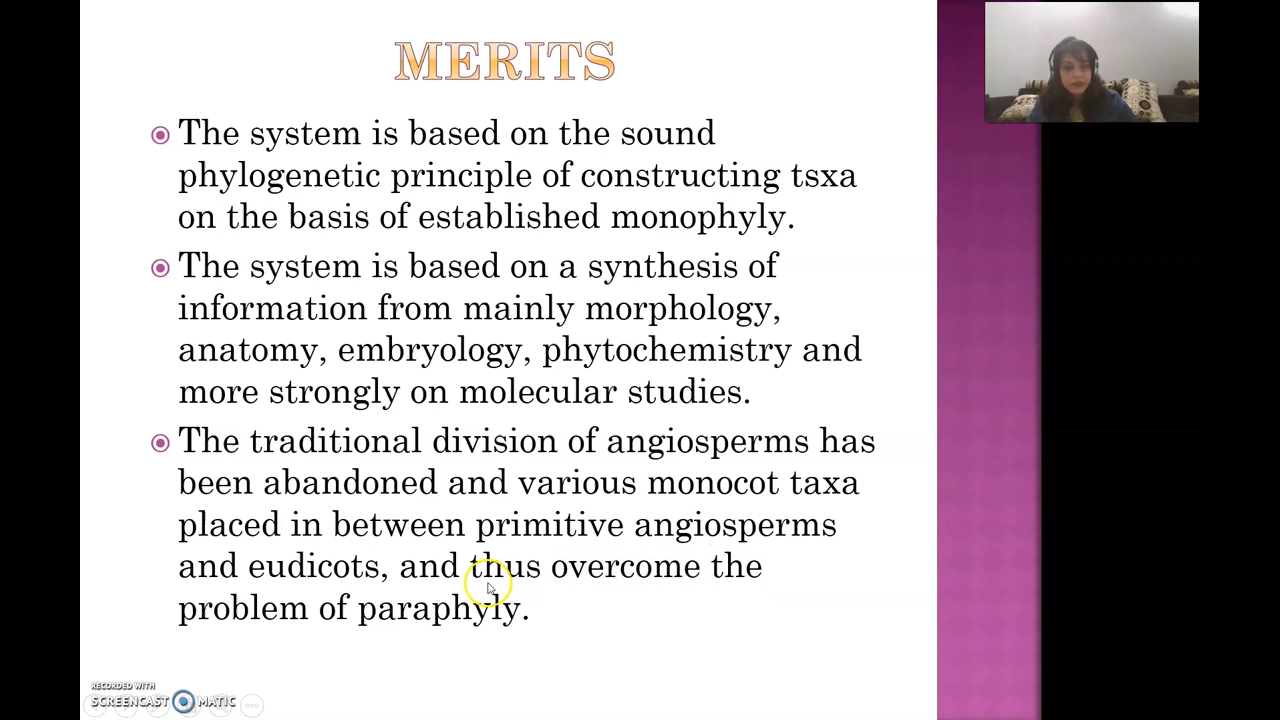 MERITS
The system is based on the sound
phylogenetic principle of constructing tsxa
on the basis of established monophyly.
The system is based on a synthesis of
information from mainly morphology,
anatomy, embryology, phytochemistry and
more strongly on molecular studies.
The traditional division of angiosperms has
been abandoned and various monocot taxa
placed in between primitive angiosperms
and eudicots, and thus overcome the
problem of paraphyly.
RECORDED WITH
SCREENCAST MATIC